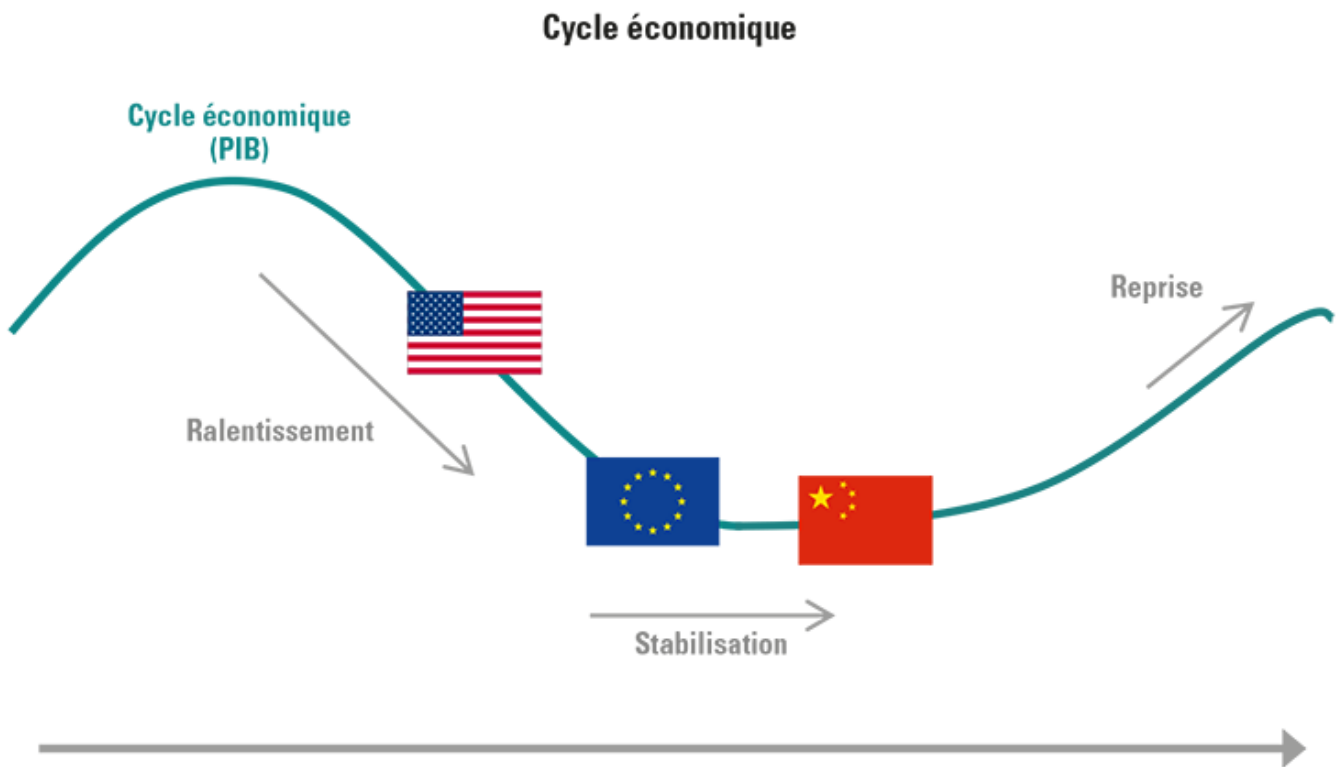 Cycle économique
Cycle économique
(PIB)
Reprise
Ralentissement
Stabilisation